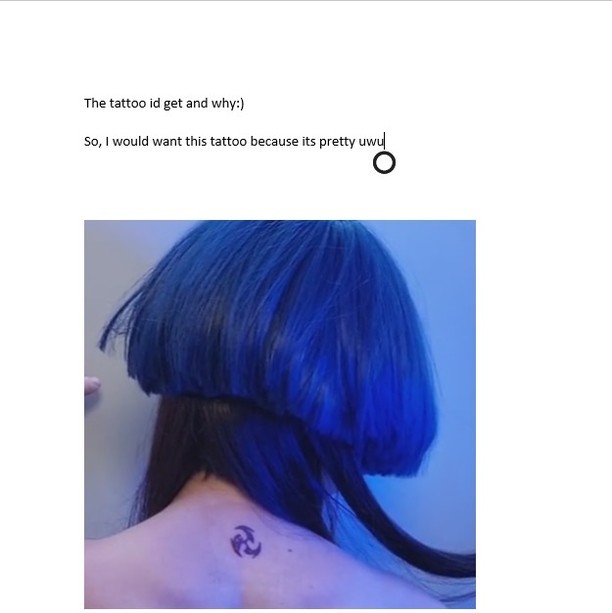 The tattoo id get and why:)
So, I would want this tattoo because its pretty uwu